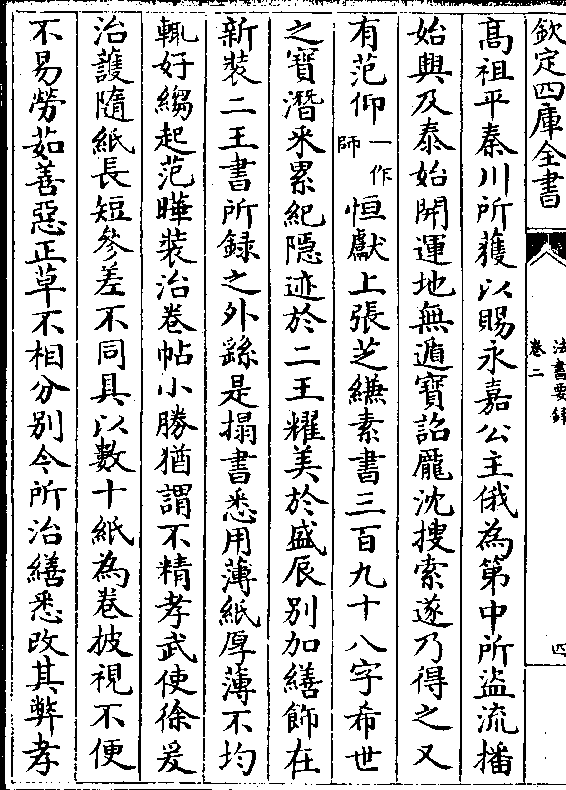 欽定四庫全書
法書要錄
卷二
四
高祖平秦川所獲以賜永嘉公主俄為第中所盜流播
始興及泰始開運地無遁寶詔龎沈搜索遂乃得之又
有范仰一作師恒獻上張芝縑素書三百九十八字希世
之寶潛采累紀隱迹於二王耀美於盛辰別加繕飾在
新裝二王書所録之外繇是搨書悉用薄紙厚薄不均
輒好縐起范曄裝治卷帖小勝猶謂不精孝武使徐爰
治護隨紙長短參差不同具以數十紙為卷披視不便
不易勞茹善惡正草不相分別今所治繕悉改其弊孝